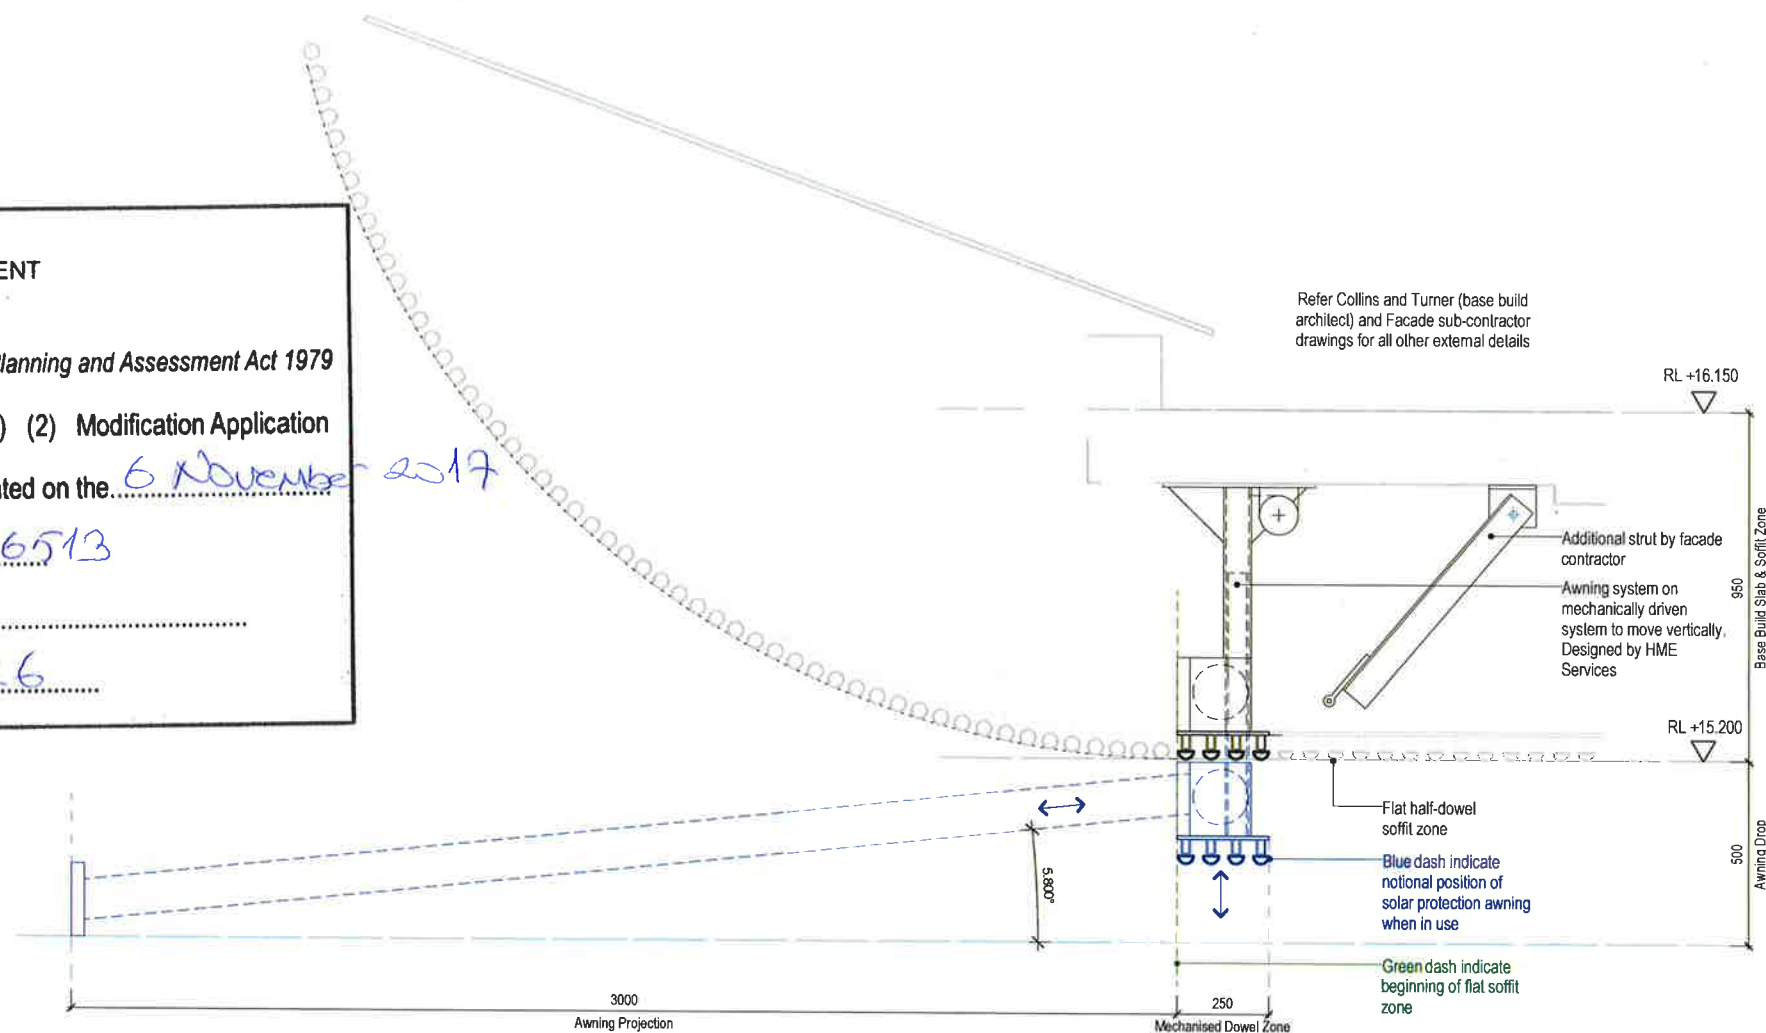 ENT
lanning and Assessment Act 1979
) (2) Modification Application
ted on the 6 November 2017
6513
6
Refer Collins and Turner (base build
architect) and Facade sub-contractor
drawings for all other external details
RL +16.150
Additional strut by facade
contractor
Awning system on
mechanically driven
system to move vertically.
Designed by HME
Services
950
Base Build Slab & Soffit Zone
RL +15.200
Flat half-dowel
soffit zone
Blue dash indicate
notional position of
solar protection awning
when in use
500
Awning Drop
5.800°
Green dash indicate
beginning of flat soffit
zone
3000
Awning Projection
250
Mechanised Dowel Zone